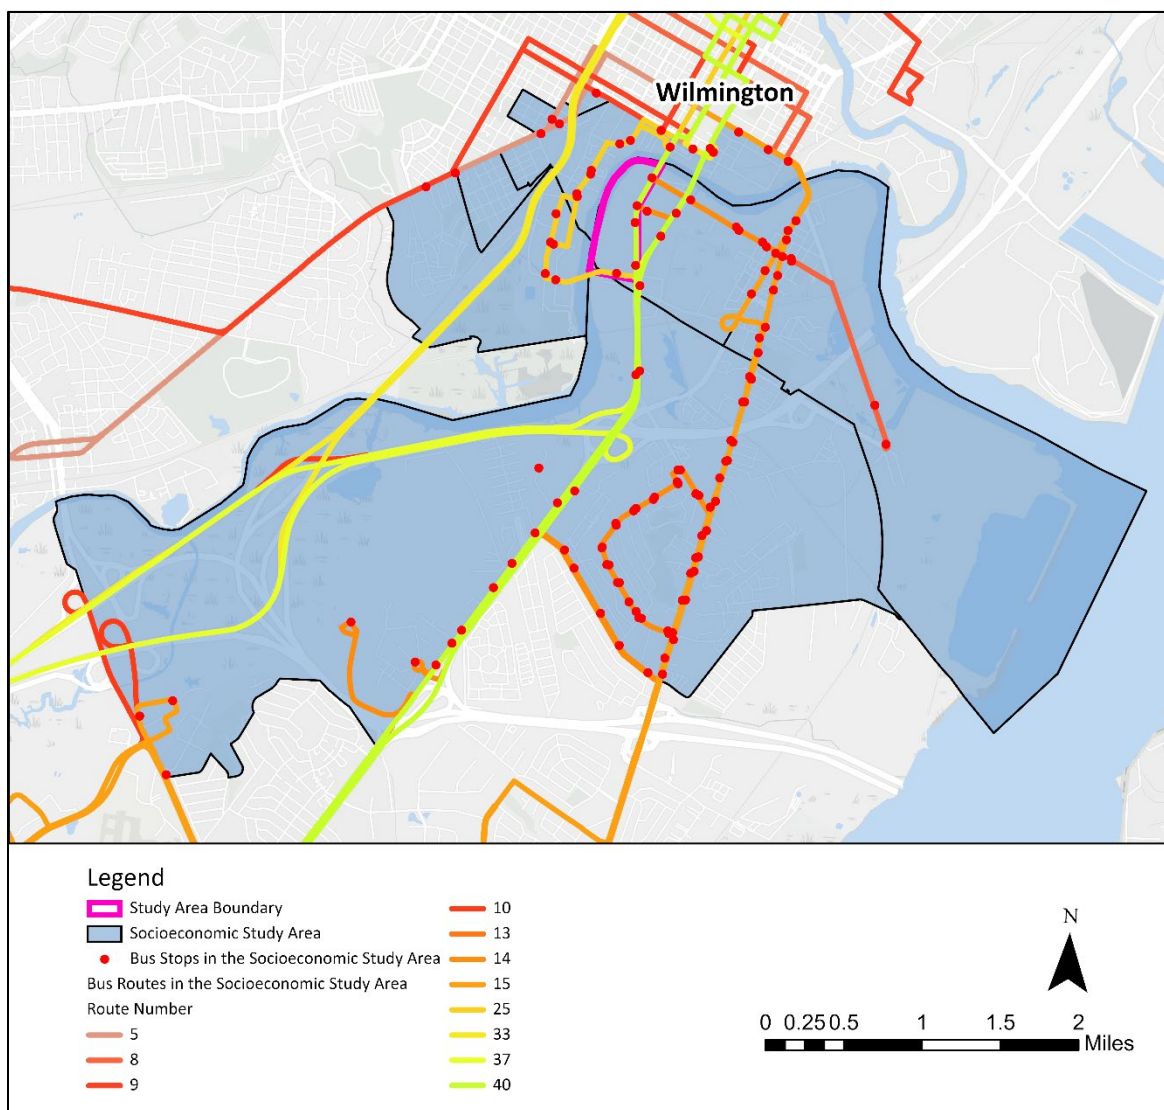 Wilmington
Legend
Study Area Boundary
Socioeconomic Study Area
Bus Stops in the Socioeconomic Study Area
Bus Routes in the Socioeconomic Study Area
Route Number
5
8
9
10
13
14
15
25
33
37
40
N
0 0.25 0.5 1 1.5 2
Miles